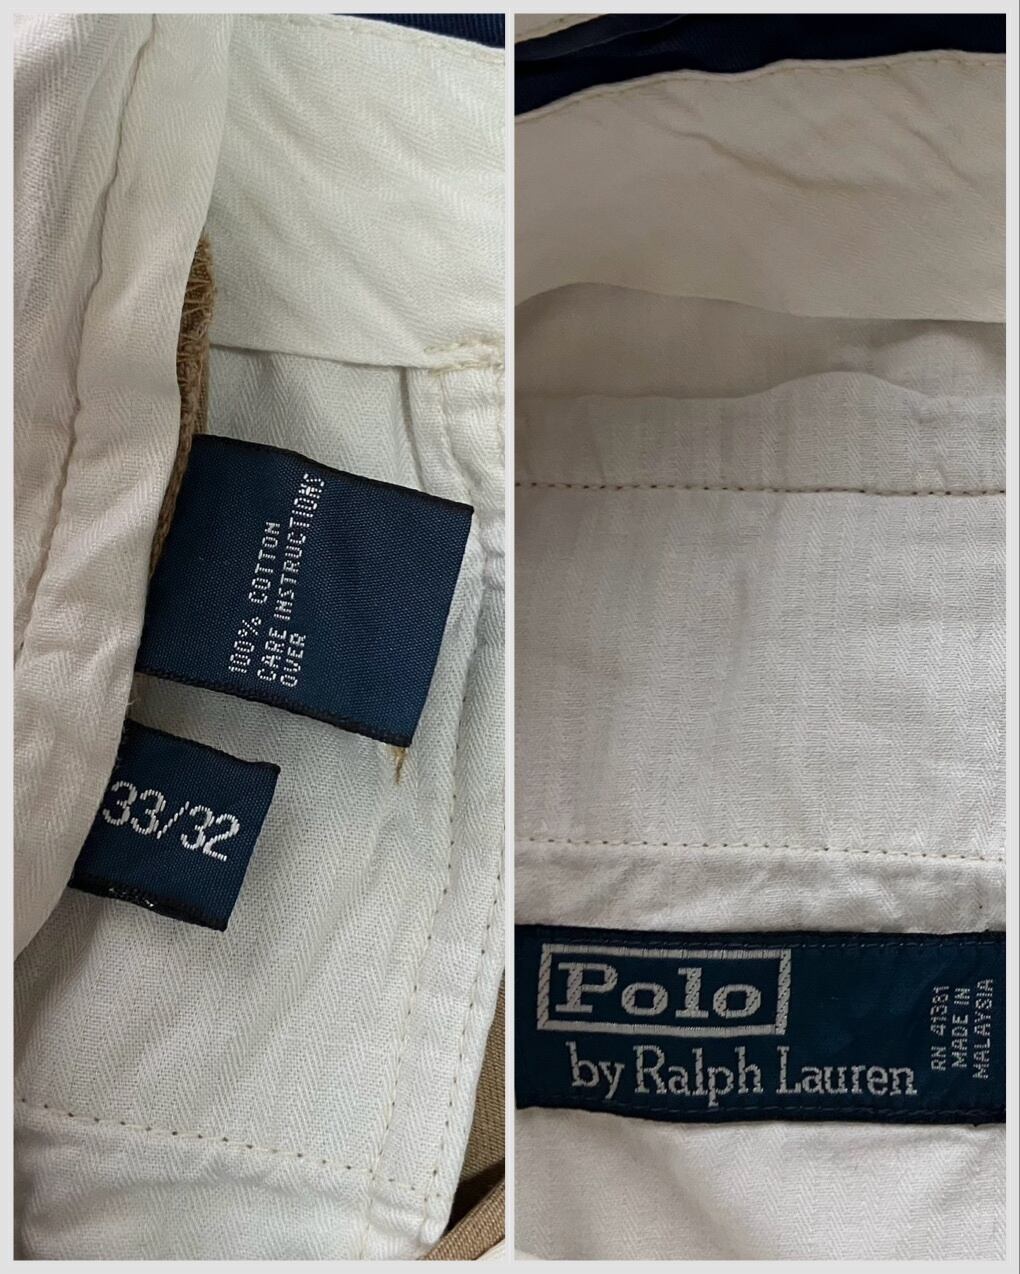 100% COTTON
CARE INSTRUCTIONS
OVER
33/32
Polo
by Ralph Lauren
RN 41381
MADE IN
MALAYSIA